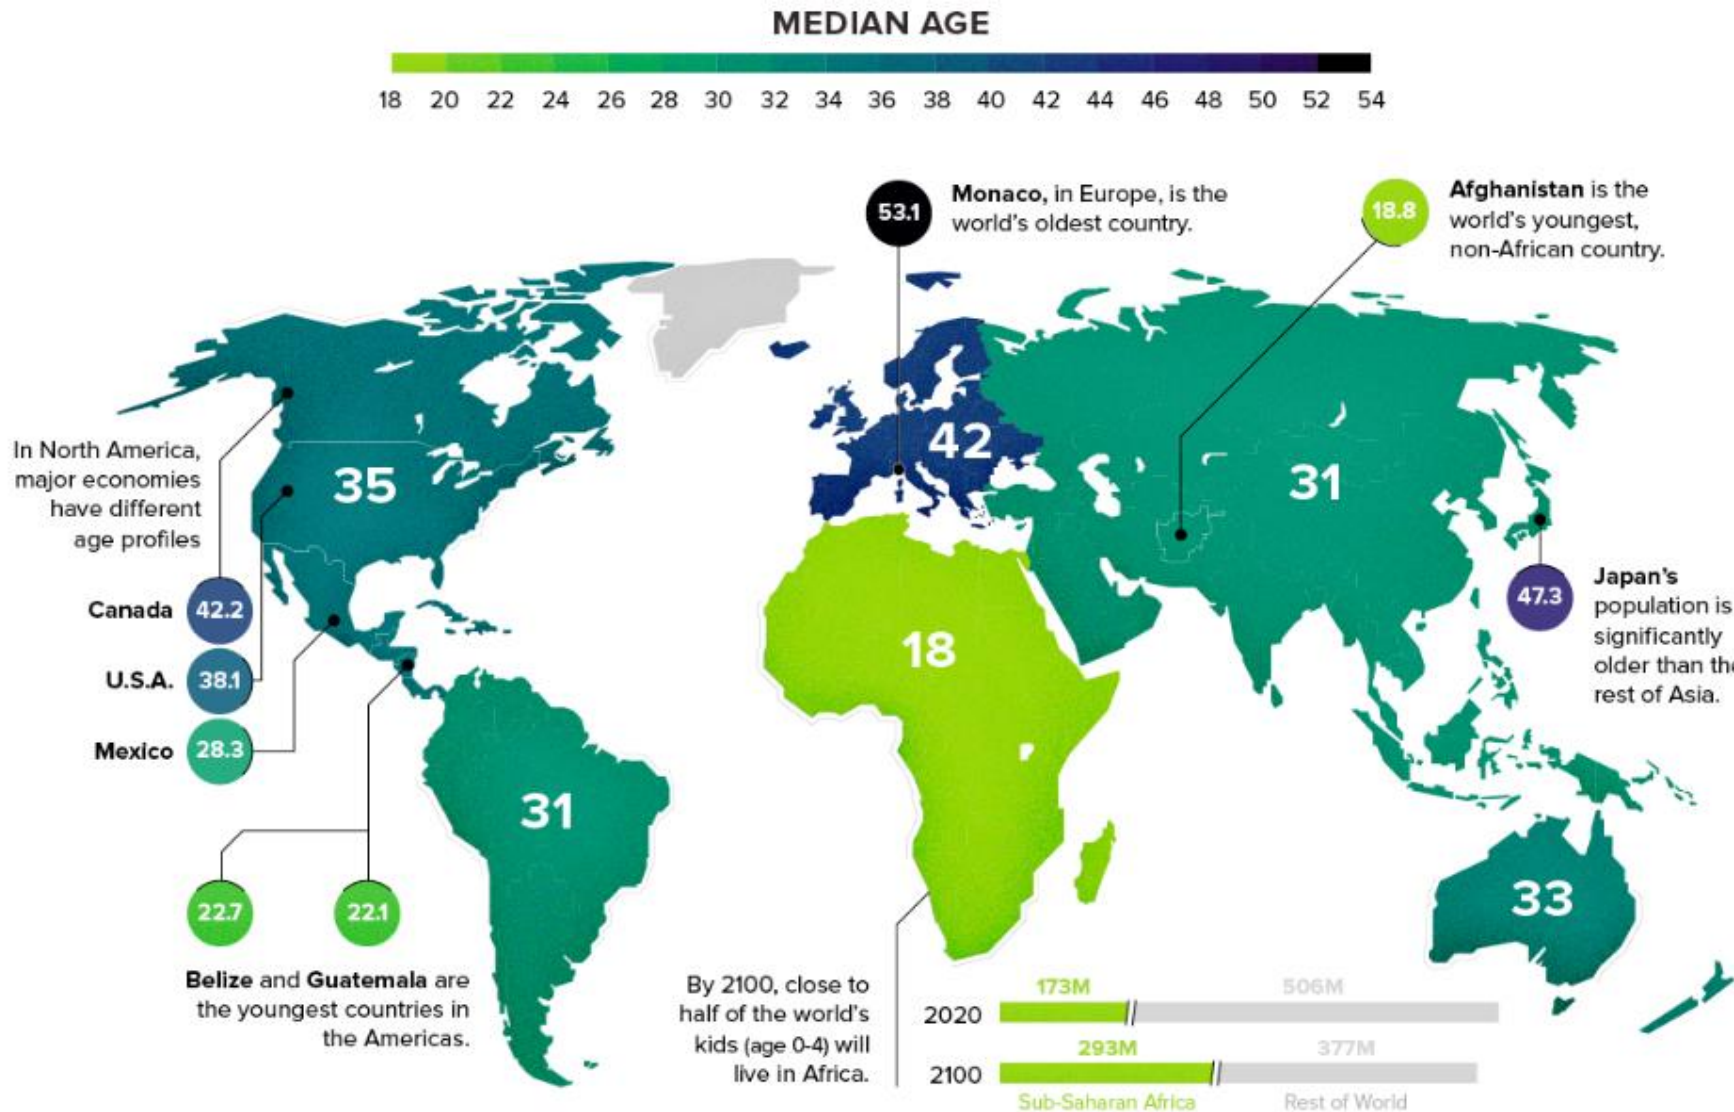 MEDIAN AGE
18 20 22 24 26 28 30 32 34 36 38 40 42 44 46 48 50 52 54
53.1
Monaco, in Europe, is the
world's oldest country.
18.8
Afghanistan is the
world's youngest,
non-African country.
In North America,
major economies
have different
age profiles
Canada 42.2
U.S.A. 38.1
Mexico 28.3
35
42
31
18
31
33
47.3
Japan's
population is
significantly
older than the
rest of Asia.
22.7
22.1
Belize and Guatemala are
the youngest countries in
the Americas.
By 2100, close to
half of the world's
kids (age 0-4) will
live in Africa.
173M 506M
2020
293M 377M
2100
Sub-Saharan Africa Rest of World